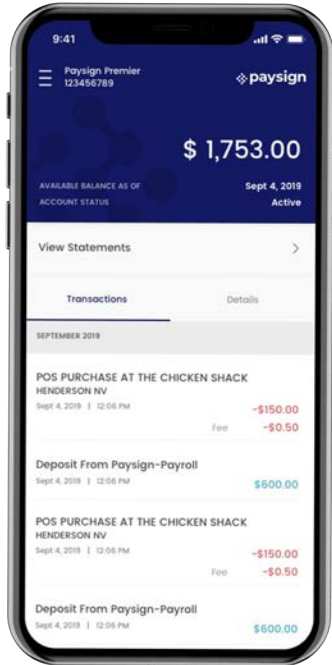 9:41
Paysign Premier
123456789
paysign
$ 1,753.00
AVAILABLE BALANCE AS OF Sept 4, 2019
ACCOUNT STATUS Active
View Statements
Transactions Details
SEPTEMBER 2019
POS PURCHASE AT THE CHICKEN SHACK
HENDERSON NV
Sept 4, 2019 | 12:06 PM
-$150.00
Fee -$0.50
Deposit From Paysign-Payroll
Sept 4, 2019 | 12:06 PM
$600.00
POS PURCHASE AT THE CHICKEN SHACK
HENDERSON NV
Sept 4, 2019 | 12:06 PM
-$150.00
Fee -$0.50
Deposit From Paysign-Payroll
Sept 4, 2019 | 12:06 PM
$600.00